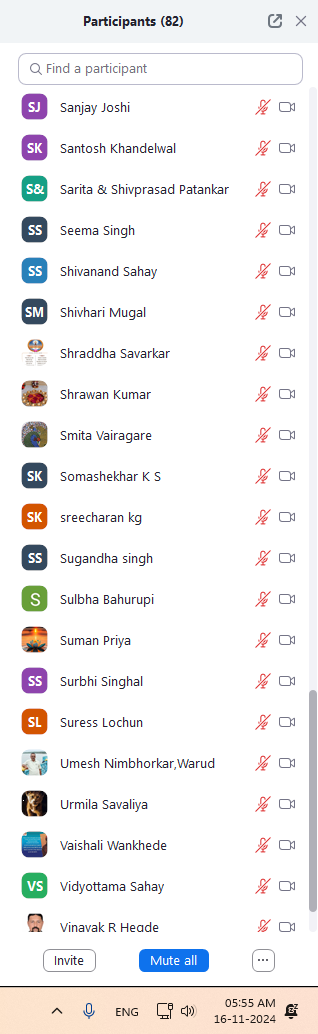 Participants (82)
Find a participant
SJ Sanjay Joshi
SK Santosh Khandelwal
S& Sarita & Shivprasad Patankar
SS Seema Singh
SS Shivanand Sahay
SM Shivhari Mugal
Shraddha Savarkar
Shrawan Kumar
Smita Vairagare
SK Somashekhar K S
SK sreecharan kg
SS Sugandha singh
S Sulbha Bahurupi
Suman Priya
SS Surbhi Singhal
SL Suress Lochun
Umesh Nimbhorkar,Warud
Urmila Savaliya
Vaishali Wankhede
VS Vidyottama Sahay
Vinayak R Hegde
Invite Mute all ...
ENG 05:55 AM
16-11-2024